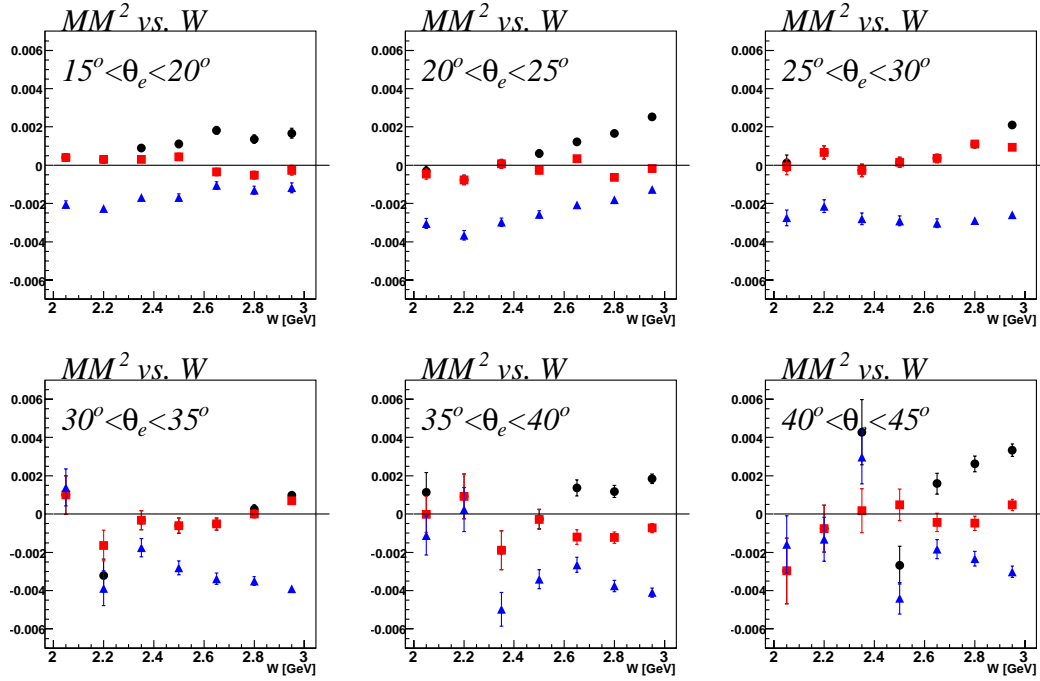 MM² vs. W
15°<θₑ<20°
0.006
0.004
0.002
0
-0.002
-0.004
-0.006
2 2.2 2.4 2.6 2.8 3
W [GeV]
MM² vs. W
20°<θₑ<25°
0.006
0.004
0.002
0
-0.002
-0.004
-0.006
2 2.2 2.4 2.6 2.8 3
W [GeV]
MM² vs. W
25°<θₑ<30°
0.006
0.004
0.002
0
-0.002
-0.004
-0.006
2 2.2 2.4 2.6 2.8 3
W [GeV]
MM² vs. W
30°<θₑ<35°
0.006
0.004
0.002
0
-0.002
-0.004
-0.006
2 2.2 2.4 2.6 2.8 3
W [GeV]
MM² vs. W
35°<θₑ<40°
0.006
0.004
0.002
0
-0.002
-0.004
-0.006
2 2.2 2.4 2.6 2.8 3
W [GeV]
MM² vs. W
40°<θₑ<45°
0.006
0.004
0.002
0
-0.002
-0.004
-0.006
2 2.2 2.4 2.6 2.8 3
W [GeV]